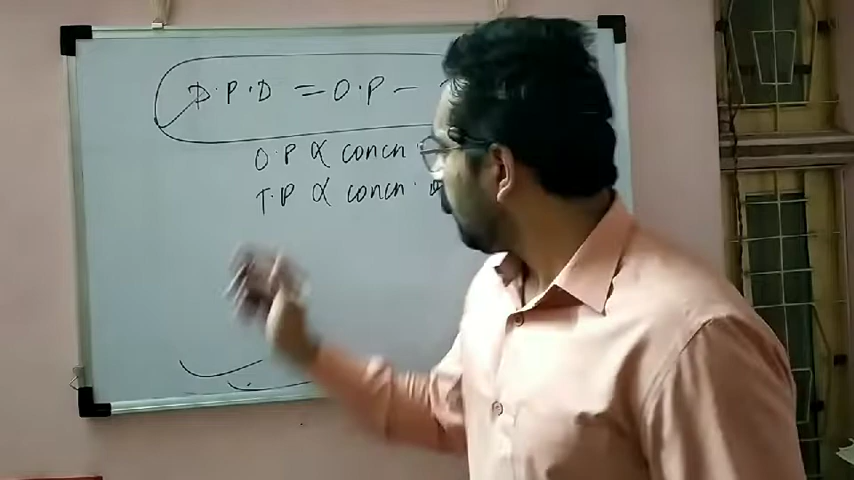 D.P.D = O.P -
O.P ∝ concn
T.P ∝ concn.